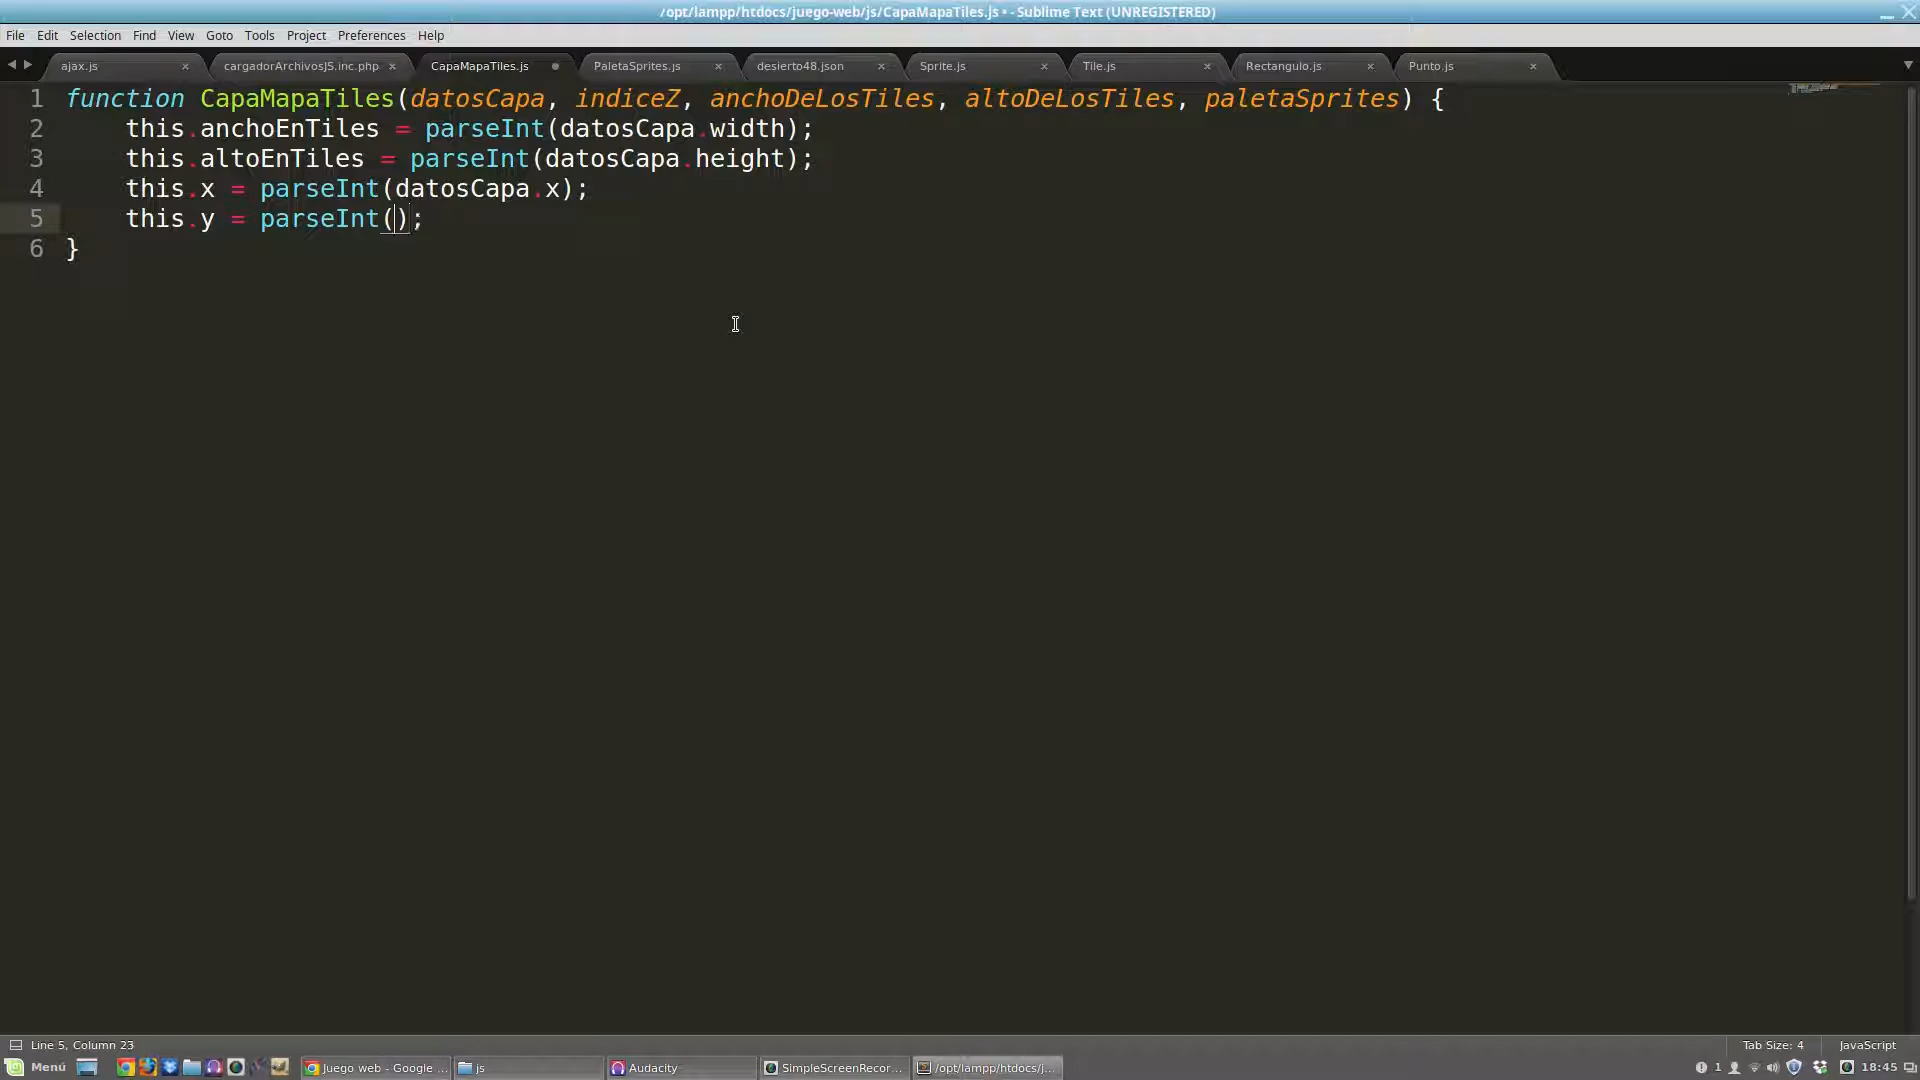 /opt/lampp/htdocs/juego-web/js/CapaMapaTiles.js • - Sublime Text (UNREGISTERED)
File Edit Selection Find View Goto Tools Project Preferences Help
ajax.js × cargadorArchivosJS.inc.php × CapaMapaTiles.js PaletaSprites.js × desierto48.json × Sprite.js × Tile.js × Rectangulo.js × Punto.js ×
1 function CapaMapaTiles(datosCapa, indiceZ, anchoDeLosTiles, altoDeLosTiles, paletaSprites) {
2 this.anchoEnTiles = parseInt(datosCapa.width);
3 this.altoEnTiles = parseInt(datosCapa.height);
4 this.x = parseInt(datosCapa.x);
5 this.y = parseInt();
6 }
Line 5, Column 23 Tab Size: 4 JavaScript
Menú Juego web - Google ... js Audacity SimpleScreenRecor... /opt/lampp/htdocs/j... 1 18:45